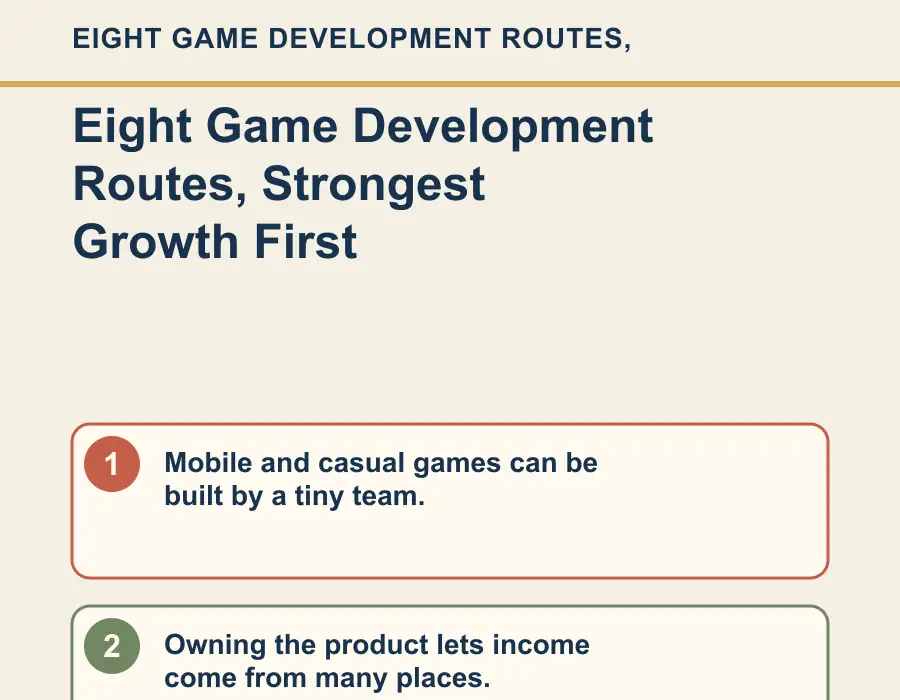 EIGHT GAME DEVELOPMENT ROUTES,
Eight Game Development
Routes, Strongest
Growth First
1
Mobile and casual games can be
built by a tiny team.
2
Owning the product lets income
come from many places.